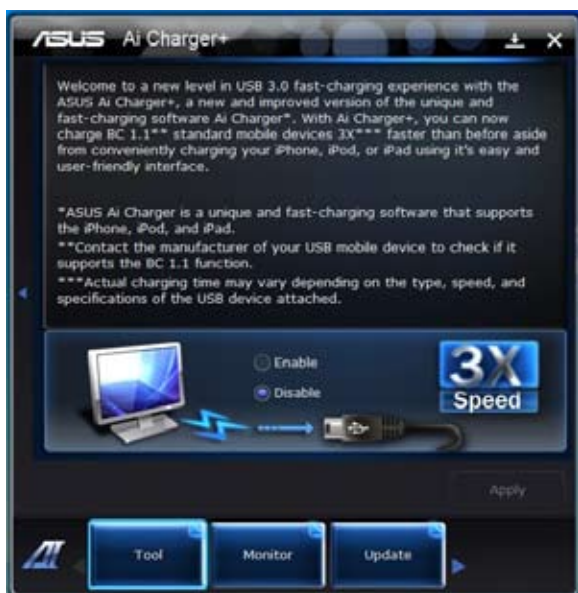 ASUS Ai Charger+
Welcome to a new level in USB 3.0 fast-charging experience with the
ASUS Ai Charger+, a new and improved version of the unique and
fast-charging software Ai Charger*. With Ai Charger+, you can now
charge BC 1.1** standard mobile devices 3X*** faster than before aside
from conveniently charging your iPhone, iPod, or iPad using it's easy and
user-friendly interface.
*ASUS Ai Charger is a unique and fast-charging software that supports
the iPhone, iPod, and iPad.
**Contact the manufacturer of your USB mobile device to check if it
supports the BC 1.1 function.
***Actual charging time may vary depending on the type, speed, and
specifications of the USB device attached.
Enable
Disable
3X
Speed
Apply
AI
Tool
Monitor
Update